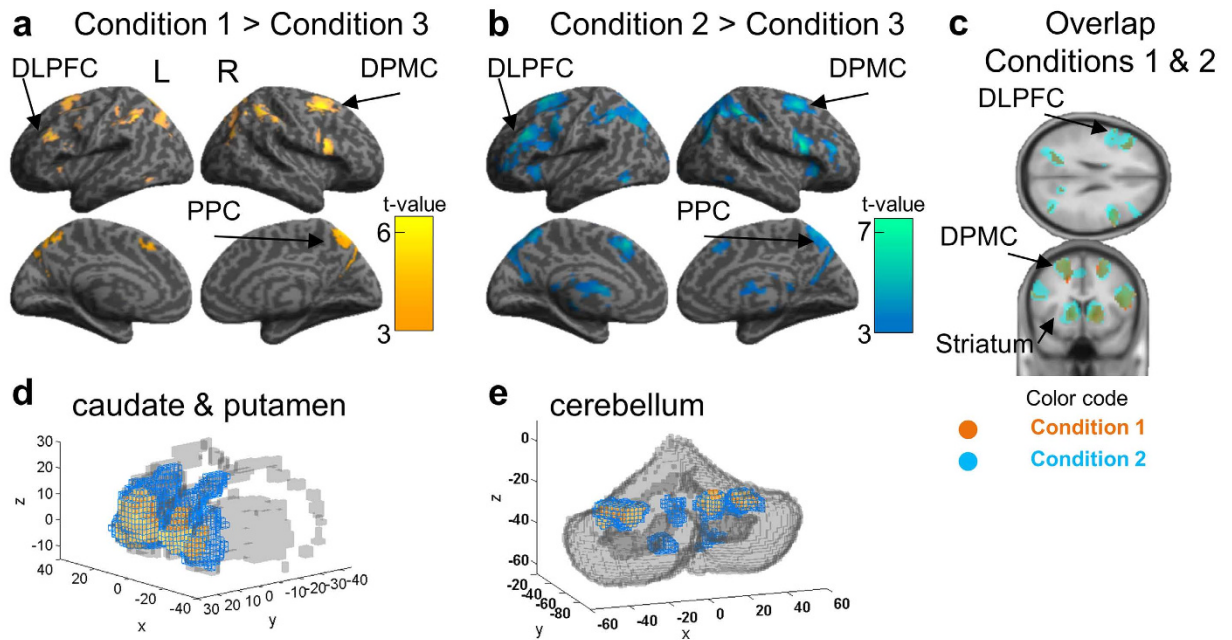 a Condition 1 > Condition 3
DLPFC L R DPMC
PPC
t-value
6
3
b Condition 2 > Condition 3
DLPFC DPMC
PPC
t-value
7
3
c Overlap
Conditions 1 & 2
DLPFC
DPMC
Striatum
Color code
Condition 1
Condition 2
d caudate & putamen
30
20
10
0
-10
z
40 20 0 -20 -40
x
30 20 10 0 -10 -20 -30 -40
y
e cerebellum
0
-20
-40
-60
z
-20
-40
-60
-80
y
-60 -40 -20 0 20 40 60
x